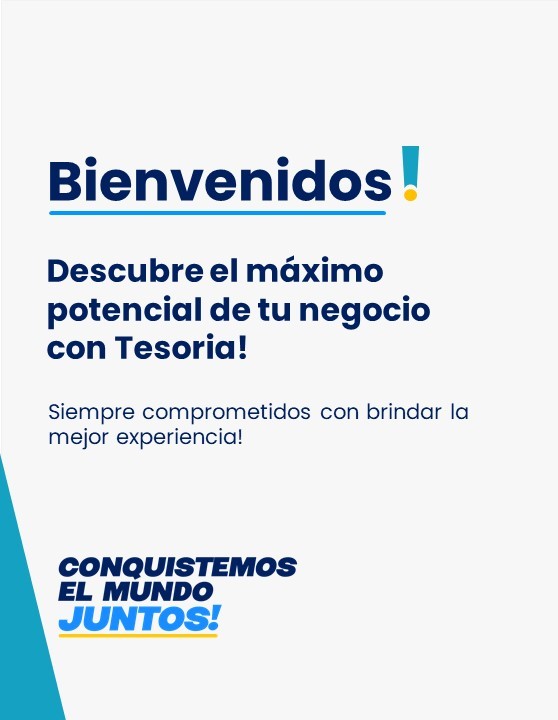 Bienvenidos!
Descubre el máximo
potencial de tu negocio
con Tesoria!
Siempre comprometidos con brindar la
mejor experiencia!
CONQUISTEMOS
EL MUNDO
JUNTOS!